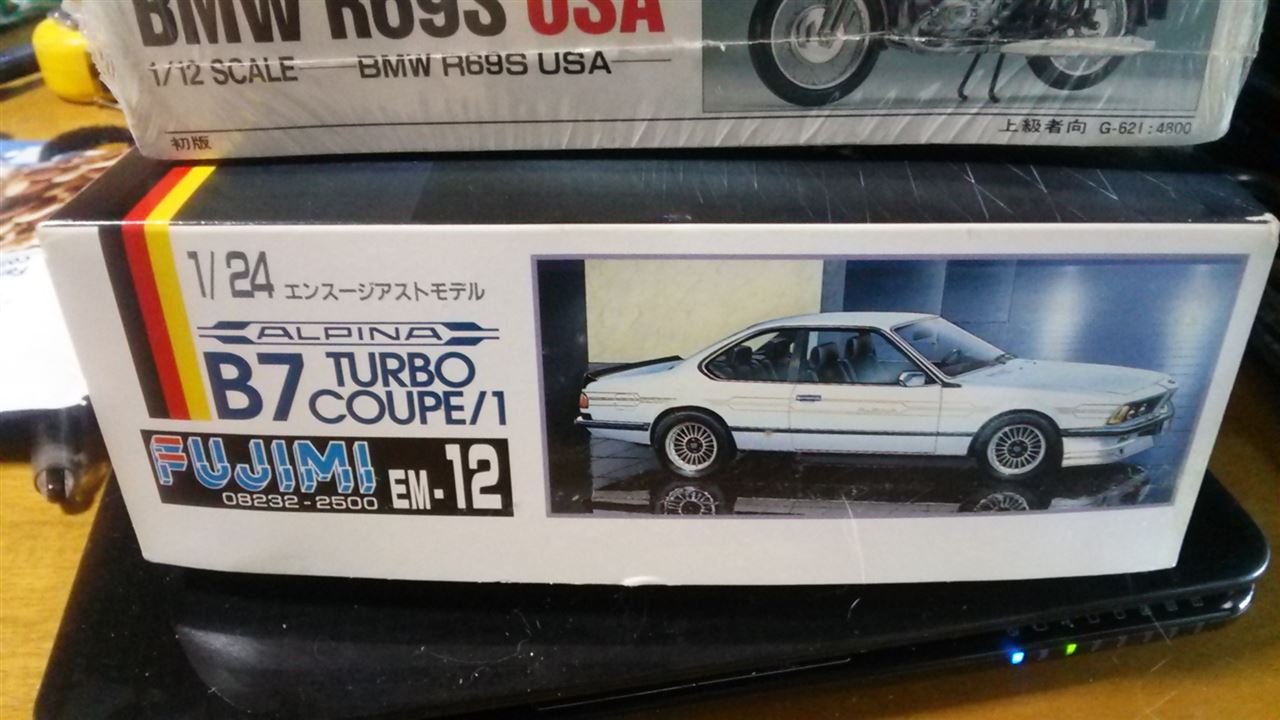 BMW R69S USA
1/12 SCALE BMW R69S USA
初版
上級者向 G-621:4800
1/24 エンスージアストモデル
ALPINA
B7 TURBO COUPE/1
FUJIMI
08232-2500
EM-12